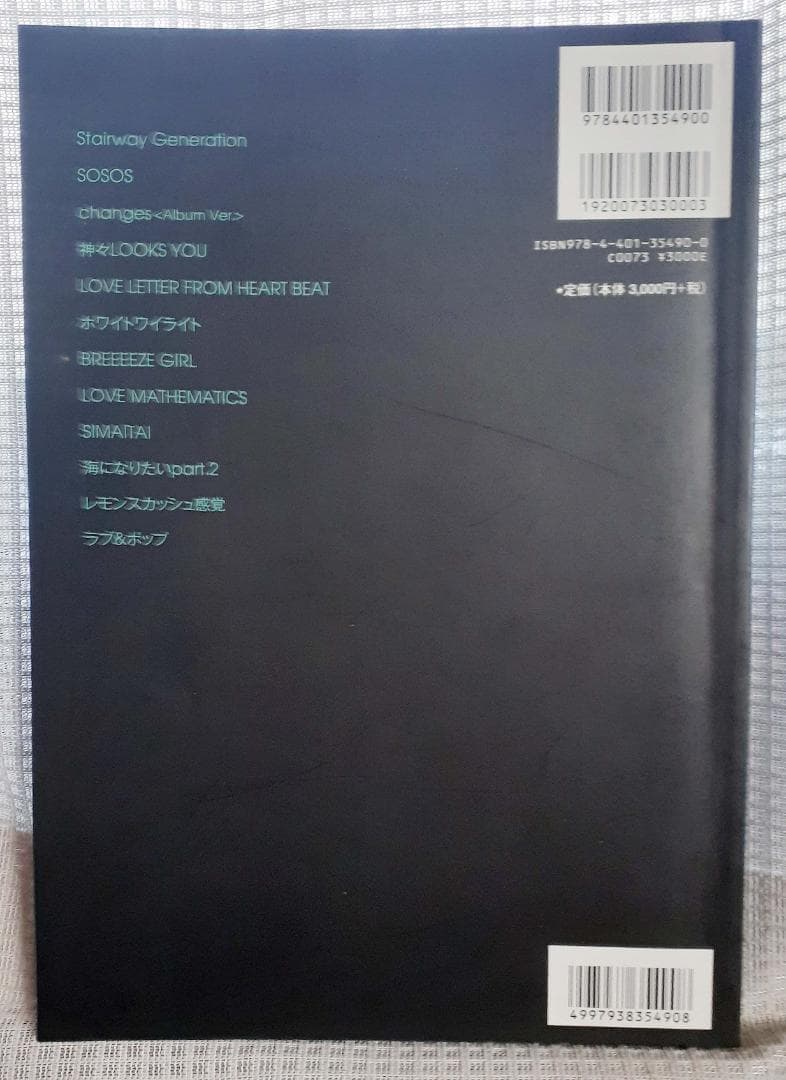 Stairway Generation
SOSOS
changes<Album Ver.>
神々LOOKS YOU
LOVE LETTER FROM HEART BEAT
ホワイトワイライト
BREEEEZE GIRL
LOVE MATHEMATICS
SIMAITAI
海になりたいpart.2
レモンスカッシュ感覚
ラブ&ポップ
9784401354900
1920073030003
ISBN978-4-401-35490-0
C0073 ¥3000E
●定価(本体 3,000円+税)
4997938354908